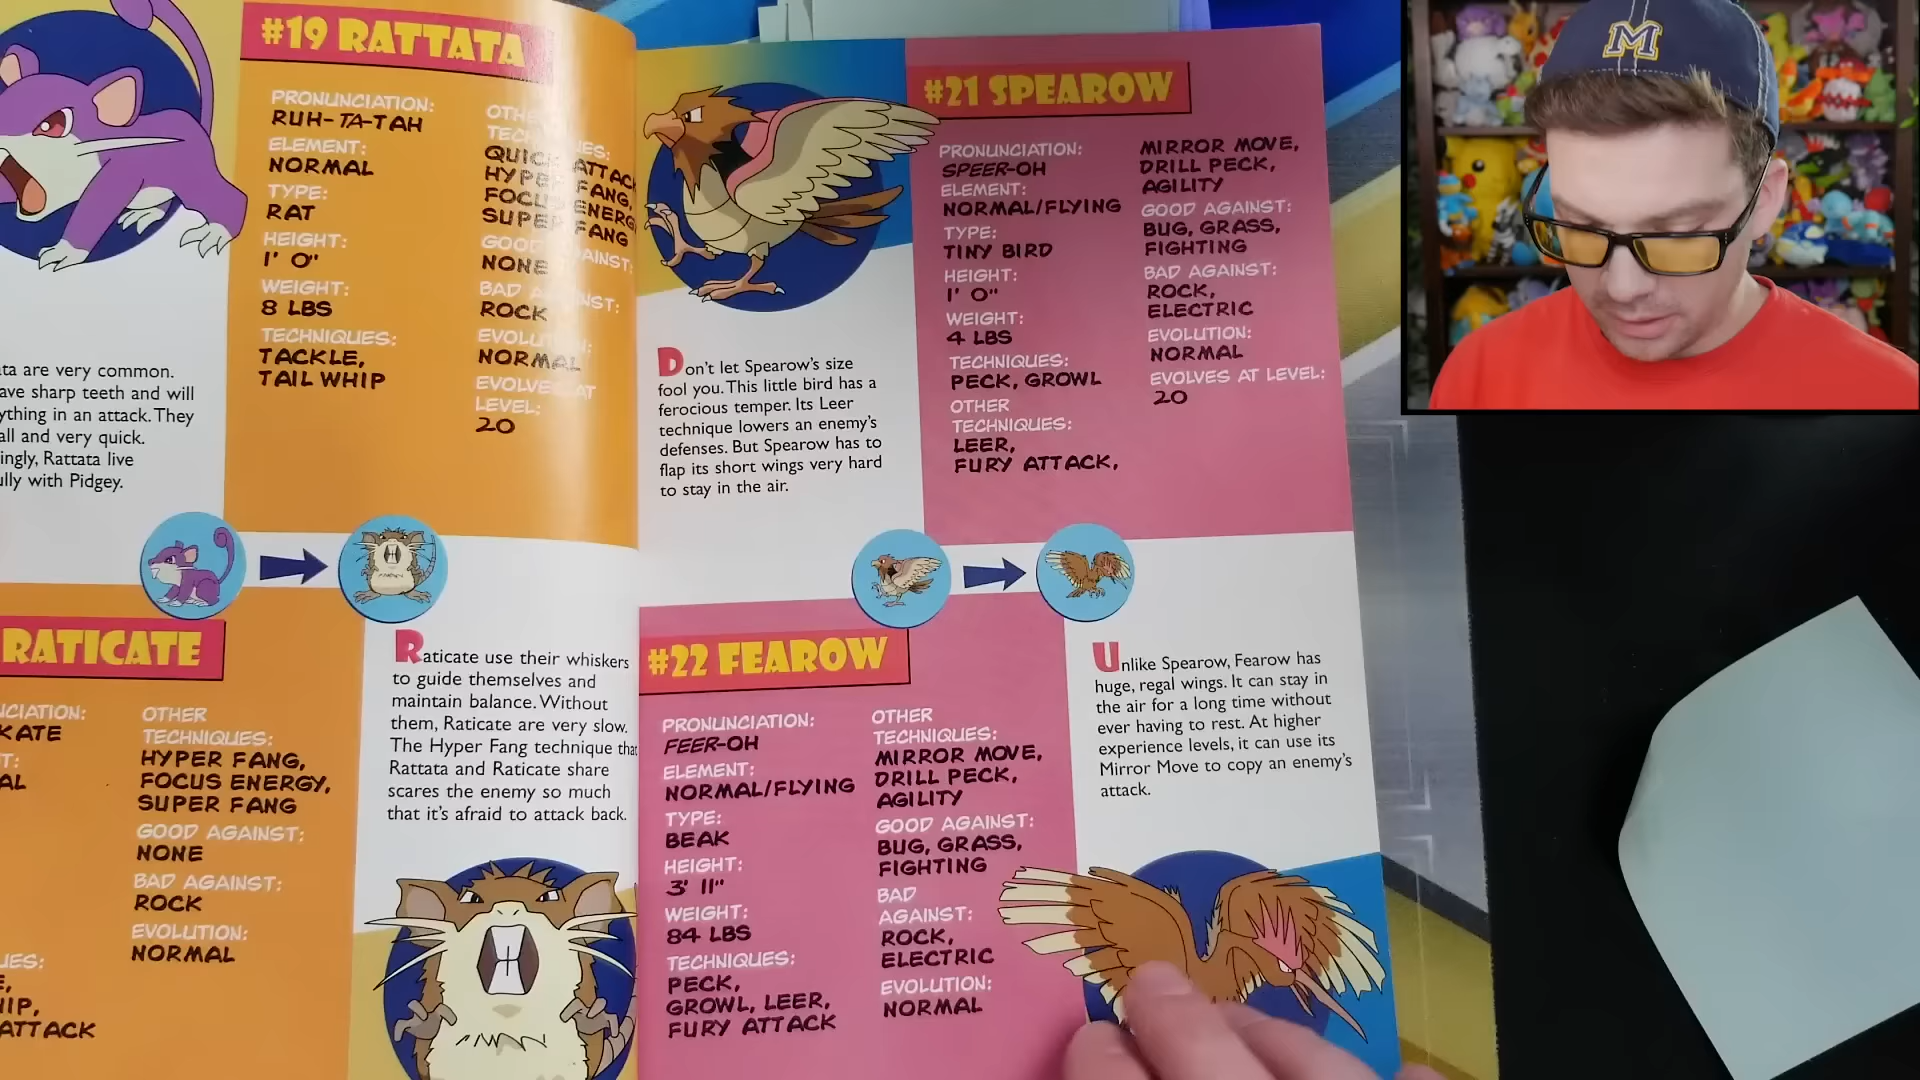 #19 RATTATA
PRONUNCIATION:
RUH-TA-TAH
ELEMENT:
NORMAL
TYPE:
RAT
HEIGHT:
1' 0"
WEIGHT:
8 LBS
TECHNIQUES:
TACKLE,
TAIL WHIP
QUICK ATTACK
HYPER FANG,
FOCUS ENERGY
SUPER FANG
NONE
ROCK
NORMAL
EVOLVES AT
LEVEL:
20
are very common.
sharp teeth and will
in an attack. They
and very quick.
Rattata live
with Pidgey.
RATICATE
OTHER
TECHNIQUES:
HYPER FANG,
FOCUS ENERGY,
SUPER FANG
GOOD AGAINST:
NONE
BAD AGAINST:
ROCK
EVOLUTION:
NORMAL
ATTACK
Raticate use their whiskers
to guide themselves and
maintain balance. Without
them, Raticate are very slow.
The Hyper Fang technique that
Rattata and Raticate share
scares the enemy so much
that it's afraid to attack back.
#21 SPEAROW
PRONUNCIATION:
SPEER-OH
ELEMENT:
NORMAL/FLYING
TYPE:
TINY BIRD
HEIGHT:
1' 0"
WEIGHT:
4 LBS
TECHNIQUES:
PECK, GROWL
OTHER
TECHNIQUES:
LEER,
FURY ATTACK,
MIRROR MOVE,
DRILL PECK,
AGILITY
GOOD AGAINST:
BUG, GRASS,
FIGHTING
BAD AGAINST:
ROCK,
ELECTRIC
EVOLUTION:
NORMAL
EVOLVES AT LEVEL:
20
Don't let Spearow's size
fool you. This little bird has a
ferocious temper. Its Leer
technique lowers an enemy's
defenses. But Spearow has to
flap its short wings very hard
to stay in the air.
#22 FEAROW
PRONUNCIATION:
FEER-OH
ELEMENT:
NORMAL/FLYING
TYPE:
BEAK
HEIGHT:
3' 11"
WEIGHT:
84 LBS
TECHNIQUES:
PECK,
GROWL, LEER,
FURY ATTACK
OTHER
TECHNIQUES:
MIRROR MOVE,
DRILL PECK,
AGILITY
GOOD AGAINST:
BUG, GRASS,
FIGHTING
BAD
AGAINST:
ROCK,
ELECTRIC
EVOLUTION:
NORMAL
Unlike Spearow, Fearow has
huge, regal wings. It can stay in
the air for a long time without
ever having to rest. At higher
experience levels, it can use its
Mirror Move to copy an enemy's
attack.
M